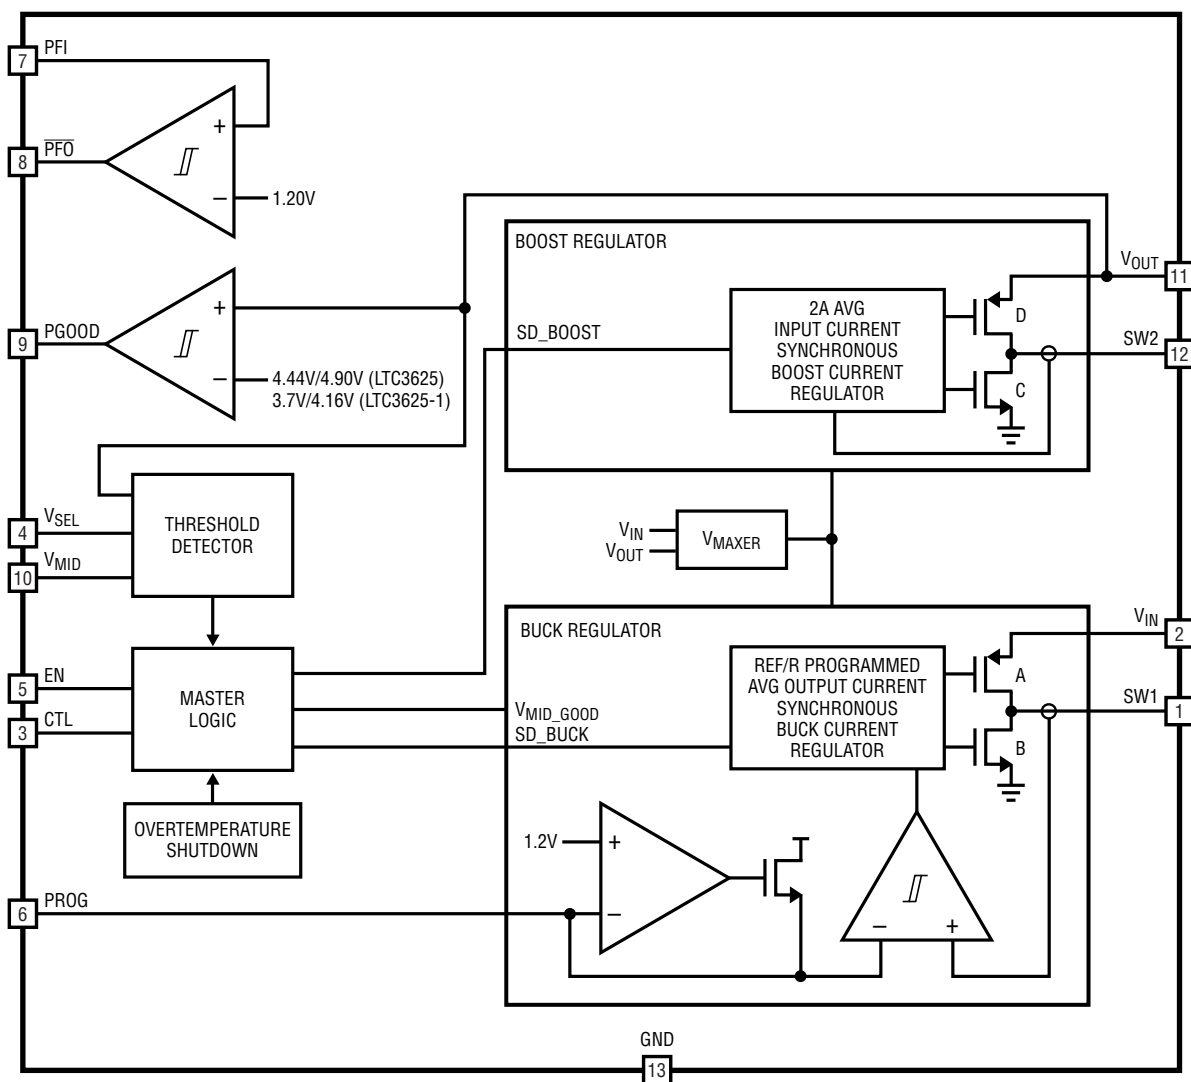 PFI
7
PFO
8
+
−
1.20V
BOOST REGULATOR
VOUT
11
2A AVG
INPUT CURRENT
SYNCHRONOUS
BOOST CURRENT
REGULATOR
D
C
SW2
12
SD_BOOST
PGOOD
9
+
−
4.44V/4.90V (LTC3625)
3.7V/4.16V (LTC3625-1)
VSEL
4
VMID
10
THRESHOLD
DETECTOR
VIN
VOUT
VMAXER
BUCK REGULATOR
VIN
2
REF/R PROGRAMMED
AVG OUTPUT CURRENT
SYNCHRONOUS
BUCK CURRENT
REGULATOR
A
B
SW1
1
EN
5
CTL
3
MASTER
LOGIC
VMID_GOOD
SD_BUCK
OVERTEMPERATURE
SHUTDOWN
1.2V
+
−
− +
PROG
6
GND
13